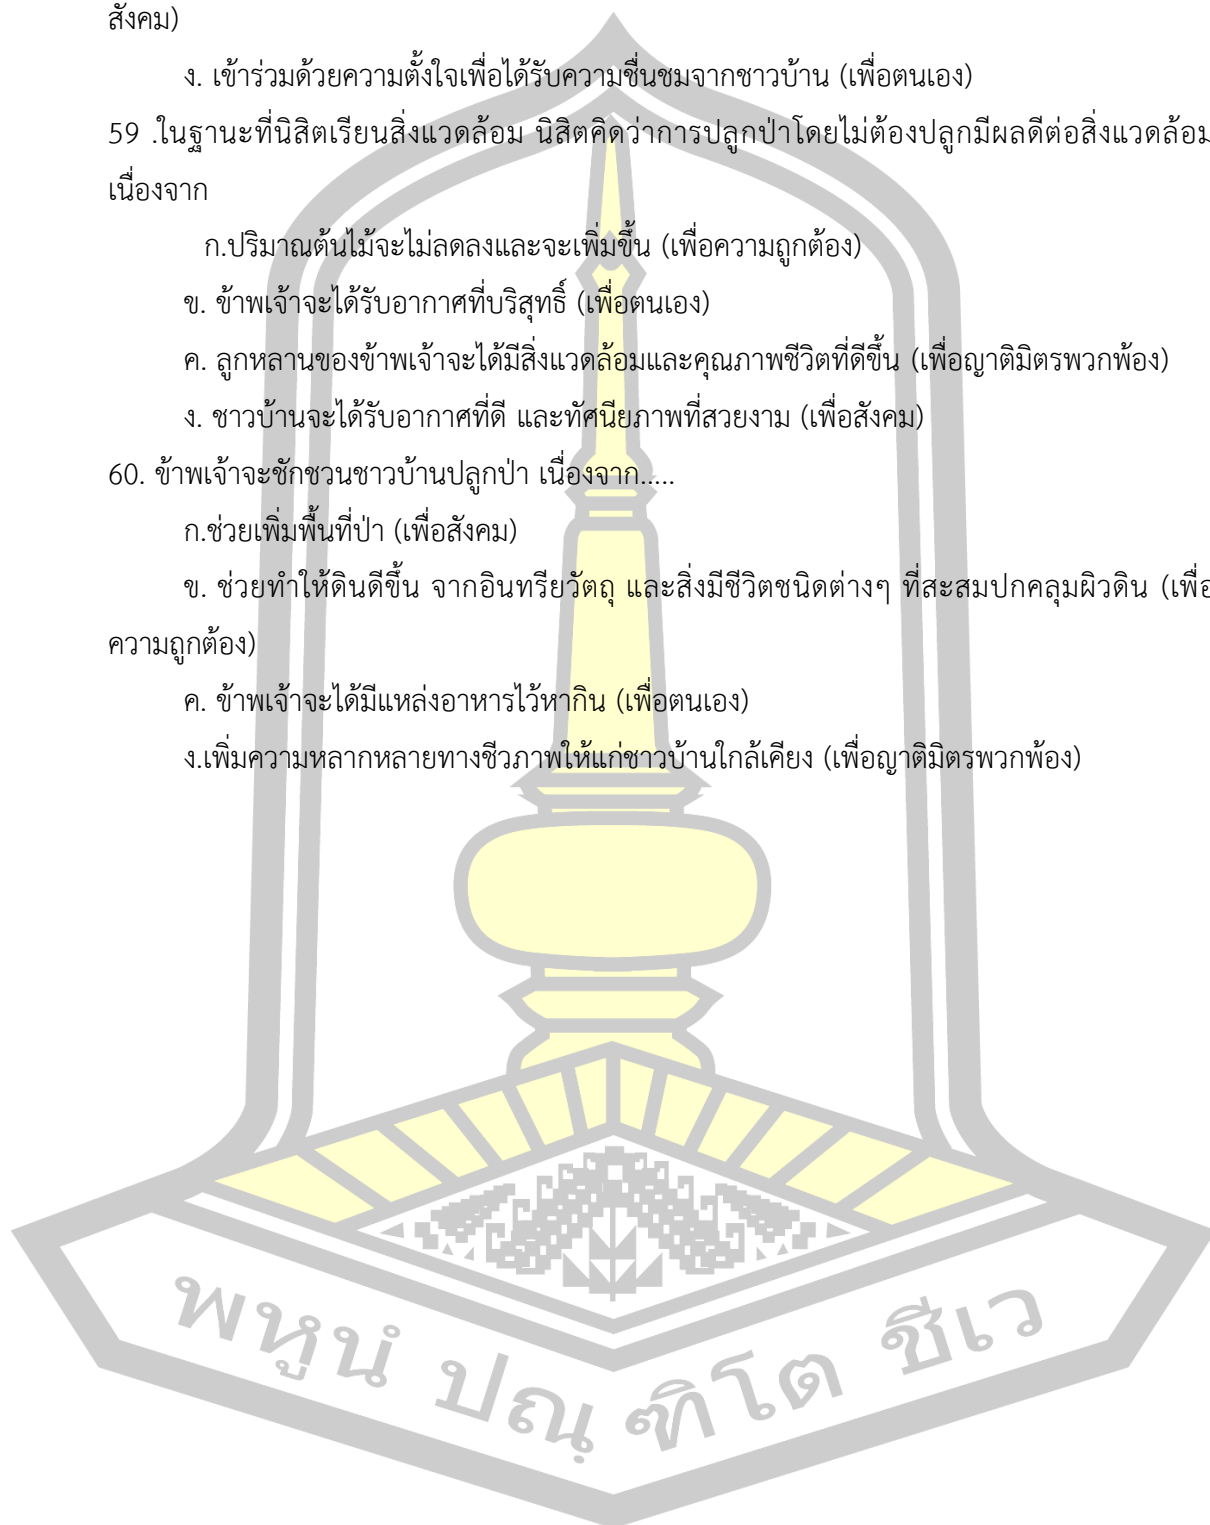 สังคม)
ง. เข้าร่วมด้วยความตั้งใจเพื่อได้รับความชื่นชมจากชาวบ้าน (เพื่อตนเอง)
59 .ในฐานะที่นิสิตเรียนสิ่งแวดล้อม นิสิตคิดว่าการปลูกป่าโดยไม่ต้องปลูกมีผลดีต่อสิ่งแวดล้อม
เนื่องจาก
ก.ปริมาณต้นไม้จะไม่ลดลงและจะเพิ่มขึ้น (เพื่อความถูกต้อง)
ข. ข้าพเจ้าจะได้รับอากาศที่บริสุทธิ์ (เพื่อตนเอง)
ค. ลูกหลานของข้าพเจ้าจะได้มีสิ่งแวดล้อมและคุณภาพชีวิตที่ดีขึ้น (เพื่อญาติมิตรพวกพ้อง)
ง. ชาวบ้านจะได้รับอากาศที่ดี และทัศนียภาพที่สวยงาม (เพื่อสังคม)
60. ข้าพเจ้าจะชักชวนชาวบ้านปลูกป่า เนื่องจาก.....
ก.ช่วยเพิ่มพื้นที่ป่า (เพื่อสังคม)
ข. ช่วยทำให้ดินดีขึ้น จากอินทรียวัตถุ และสิ่งมีชีวิตชนิดต่างๆ ที่สะสมปกคลุมผิวดิน (เพื่อ
ความถูกต้อง)
ค. ข้าพเจ้าจะได้มีแหล่งอาหารไว้หากิน (เพื่อตนเอง)
ง.เพิ่มความหลากหลายทางชีวภาพให้แก่ชาวบ้านใกล้เคียง (เพื่อญาติมิตรพวกพ้อง)
พหูนํ ปณฺ ฑิโต ชีเว